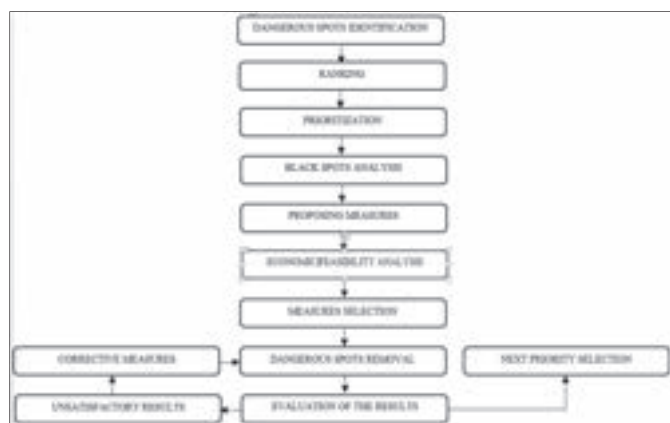 DANGEROUS SPOTS IDENTIFICATION
RANKING
PRIORITIZATION
BLACK SPOTS ANALYSIS
PROPOSING MEASURES
ECONOMIC FEASIBILITY ANALYSIS
MEASURES SELECTION
CORRECTIVE MEASURES
DANGEROUS SPOTS REMOVAL
NEXT PRIORITY SELECTION
UNSATISFACTORY RESULTS
EVALUATION OF THE RESULTS